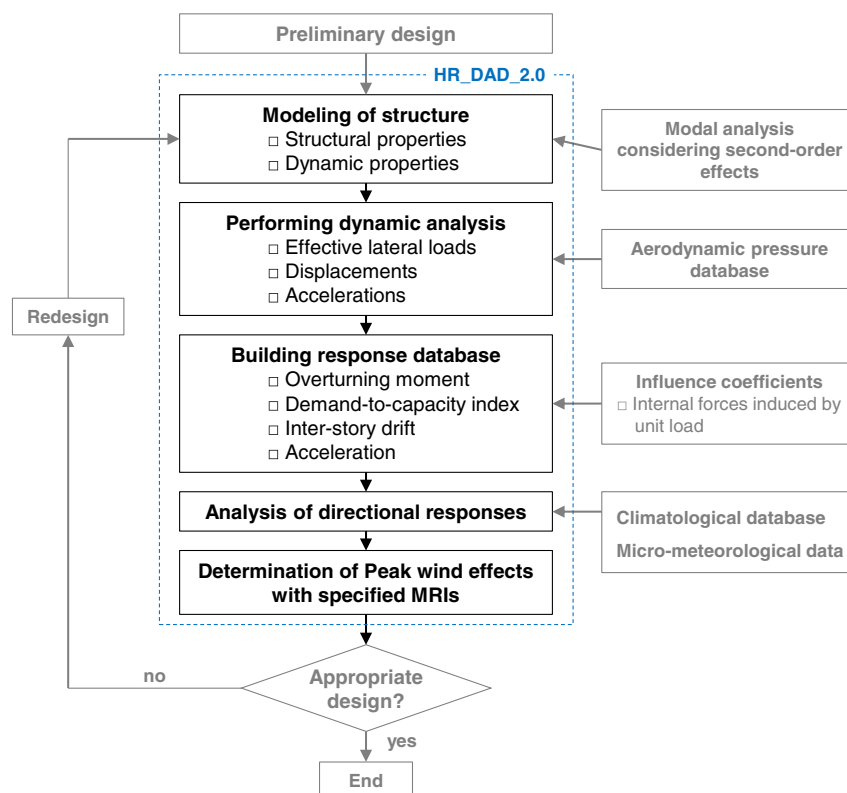 Preliminary design
HR_DAD_2.0
Modeling of structure
□ Structural properties
□ Dynamic properties
Modal analysis
considering second-order
effects
Performing dynamic analysis
□ Effective lateral loads
□ Displacements
□ Accelerations
Aerodynamic pressure
database
Redesign
Building response database
□ Overturning moment
□ Demand-to-capacity index
□ Inter-story drift
□ Acceleration
Influence coefficients
□ Internal forces induced by
unit load
Analysis of directional responses
Climatological database
Micro-meteorological data
Determination of Peak wind effects
with specified MRIs
Appropriate
design?
no
yes
End